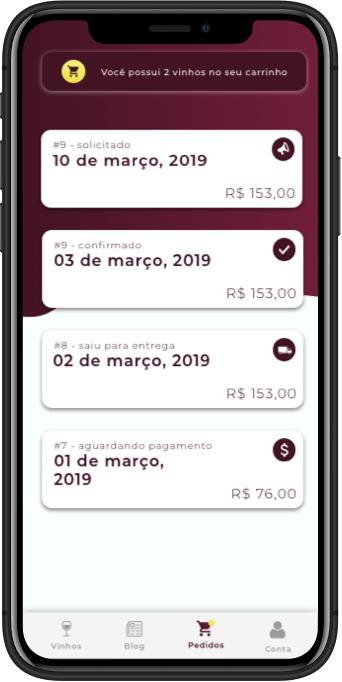 Você possui 2 vinhos no seu carrinho
#9 - solicitado
10 de março, 2019
R$ 153,00
#9 - confirmado
03 de março, 2019
R$ 153,00
#8 - saiu para entrega
02 de março, 2019
R$ 153,00
#7 - aguardando pagamento
01 de março,
2019
R$ 76,00
Vinhos
Blog
Pedidos
Conta